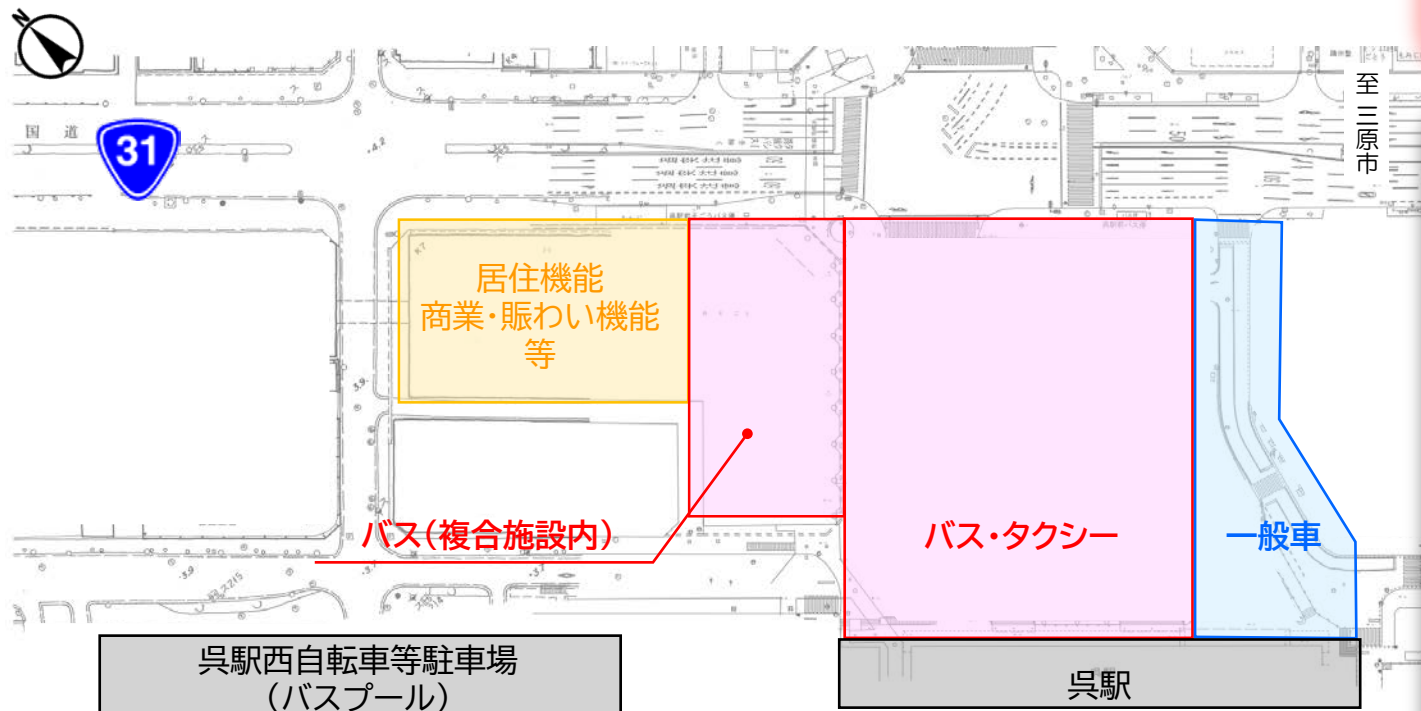 N
国道
31
至 三原市
居住機能
商業・賑わい機能
等
バス(複合施設内)
バス・タクシー
一般車
呉駅西自転車等駐車場
(バスプール)
呉駅